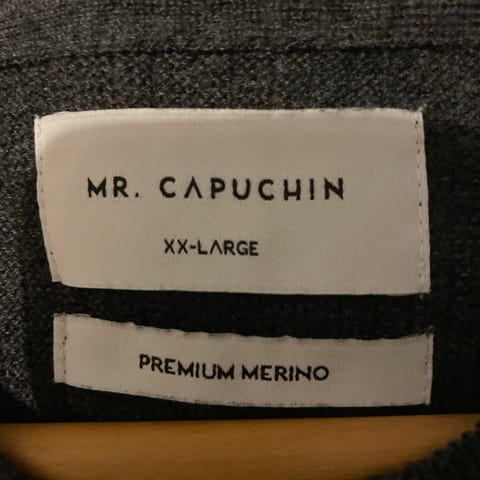 MR. CAPUCHIN
XX-LARGE
PREMIUM MERINO